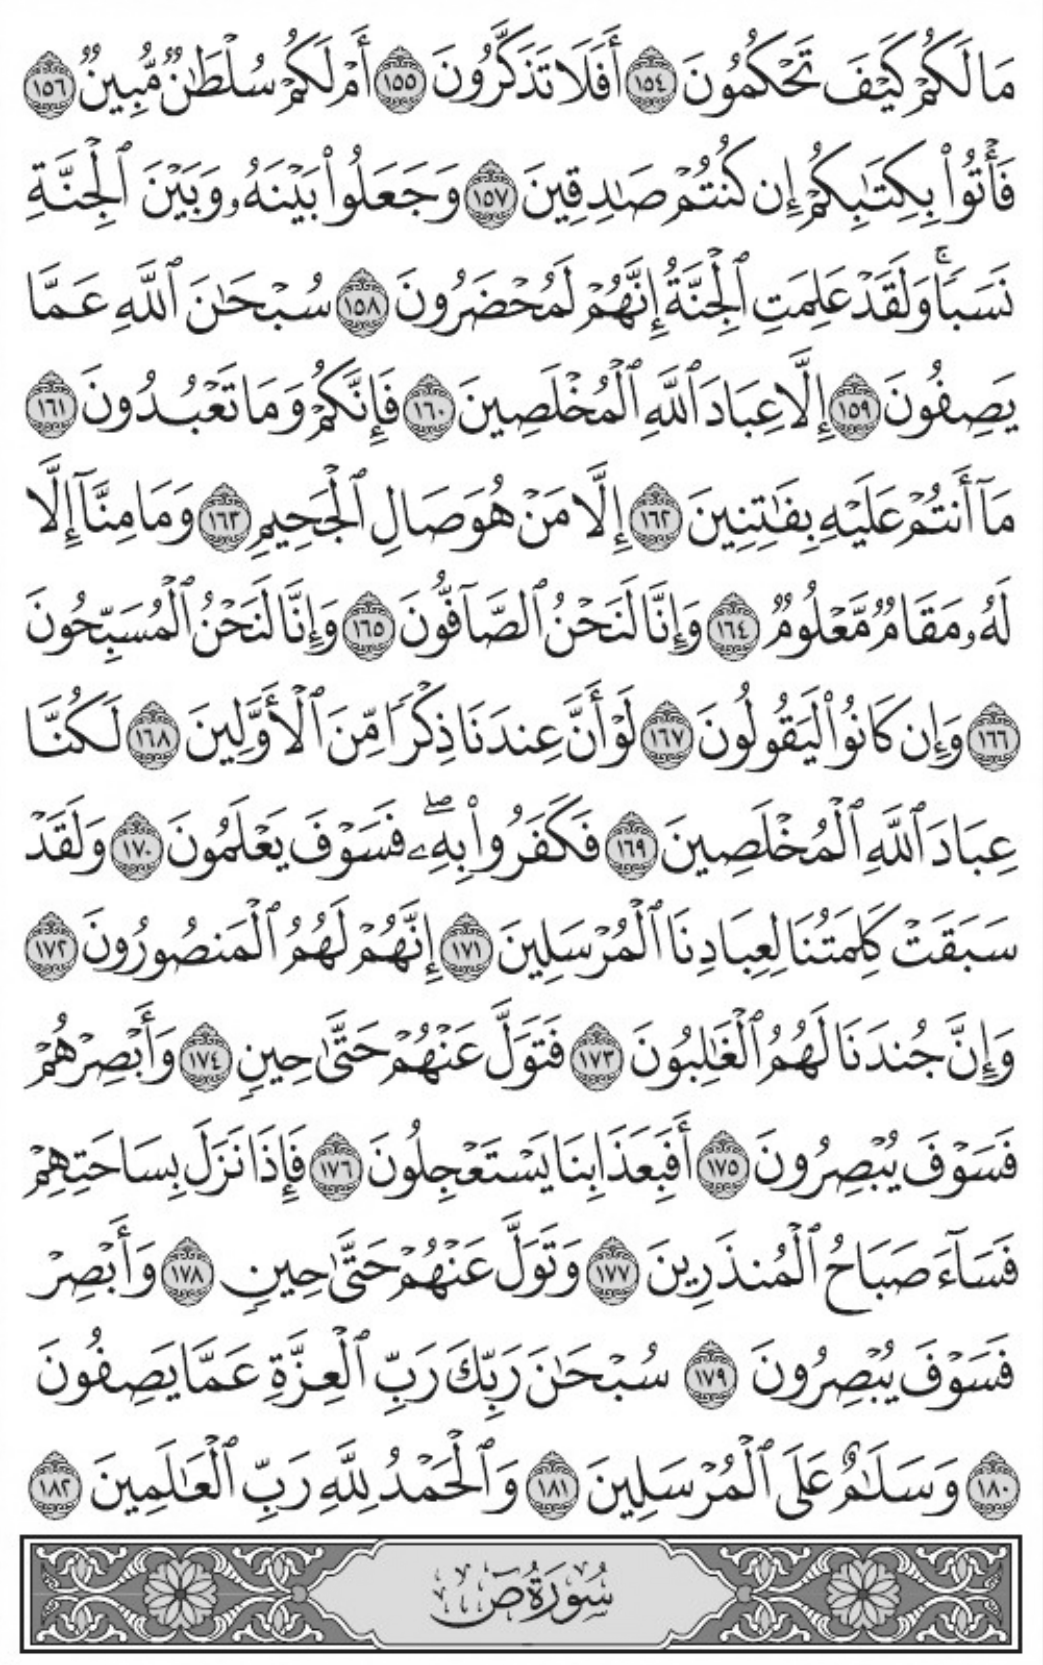 مَا لَكُمْ كَيْفَ تَحْكُمُونَ ١٥٤ أَفَلَا تَذَكَّرُونَ ١٥٥ أَمْ لَكُمْ سُلْطَٰنٌ مُّبِينٌ ١٥٦
فَأْتُوا۟ بِكِتَٰبِكُمْ إِن كُنتُمْ صَٰدِقِينَ ١٥٧ وَجَعَلُوا۟ بَيْنَهُۥ وَبَيْنَ ٱلْجِنَّةِ
نَسَبًاۚ وَلَقَدْ عَلِمَتِ ٱلْجِنَّةُ إِنَّهُمْ لَمُحْضَرُونَ ١٥٨ سُبْحَٰنَ ٱللَّهِ عَمَّا
يَصِفُونَ ١٥٩ إِلَّا عِبَادَ ٱللَّهِ ٱلْمُخْلَصِينَ ١٦٠ فَإِنَّكُمْ وَمَا تَعْبُدُونَ ١٦١
مَآ أَنتُمْ عَلَيْهِ بِفَٰتِنِينَ ١٦٢ إِلَّا مَنْ هُوَ صَالِ ٱلْجَحِيمِ ١٦٣ وَمَا مِنَّآ إِلَّا
لَهُۥ مَقَامٌ مَّعْلُومٌ ١٦٤ وَإِنَّا لَنَحْنُ ٱلصَّآفُّونَ ١٦٥ وَإِنَّا لَنَحْنُ ٱلْمُسَبِّحُونَ
١٦٦ وَإِن كَانُوا۟ لَيَقُولُونَ ١٦٧ لَوْ أَنَّ عِندَنَا ذِكْرًا مِّنَ ٱلْأَوَّلِينَ ١٦٨ لَكُنَّا
عِبَادَ ٱللَّهِ ٱلْمُخْلَصِينَ ١٦٩ فَكَفَرُوا۟ بِهِۦۖ فَسَوْفَ يَعْلَمُونَ ١٧٠ وَلَقَدْ
سَبَقَتْ كَلِمَتُنَا لِعِبَادِنَا ٱلْمُرْسَلِينَ ١٧١ إِنَّهُمْ لَهُمُ ٱلْمَنصُورُونَ ١٧٢
وَإِنَّ جُندَنَا لَهُمُ ٱلْغَٰلِبُونَ ١٧٣ فَتَوَلَّ عَنْهُمْ حَتَّىٰ حِينٍ ١٧٤ وَأَبْصِرْهُمْ
فَسَوْفَ يُبْصِرُونَ ١٧٥ أَفَبِعَذَابِنَا يَسْتَعْجِلُونَ ١٧٦ فَإِذَا نَزَلَ بِسَاحَتِهِمْ
فَسَآءَ صَبَاحُ ٱلْمُنذَرِينَ ١٧٧ وَتَوَلَّ عَنْهُمْ حَتَّىٰ حِينٍ ١٧٨ وَأَبْصِرْ
فَسَوْفَ يُبْصِرُونَ ١٧٩ سُبْحَٰنَ رَبِّكَ رَبِّ ٱلْعِزَّةِ عَمَّا يَصِفُونَ
١٨٠ وَسَلَٰمٌ عَلَى ٱلْمُرْسَلِينَ ١٨١ وَٱلْحَمْدُ لِلَّهِ رَبِّ ٱلْعَٰلَمِينَ ١٨٢
سُورَةُ صٓ